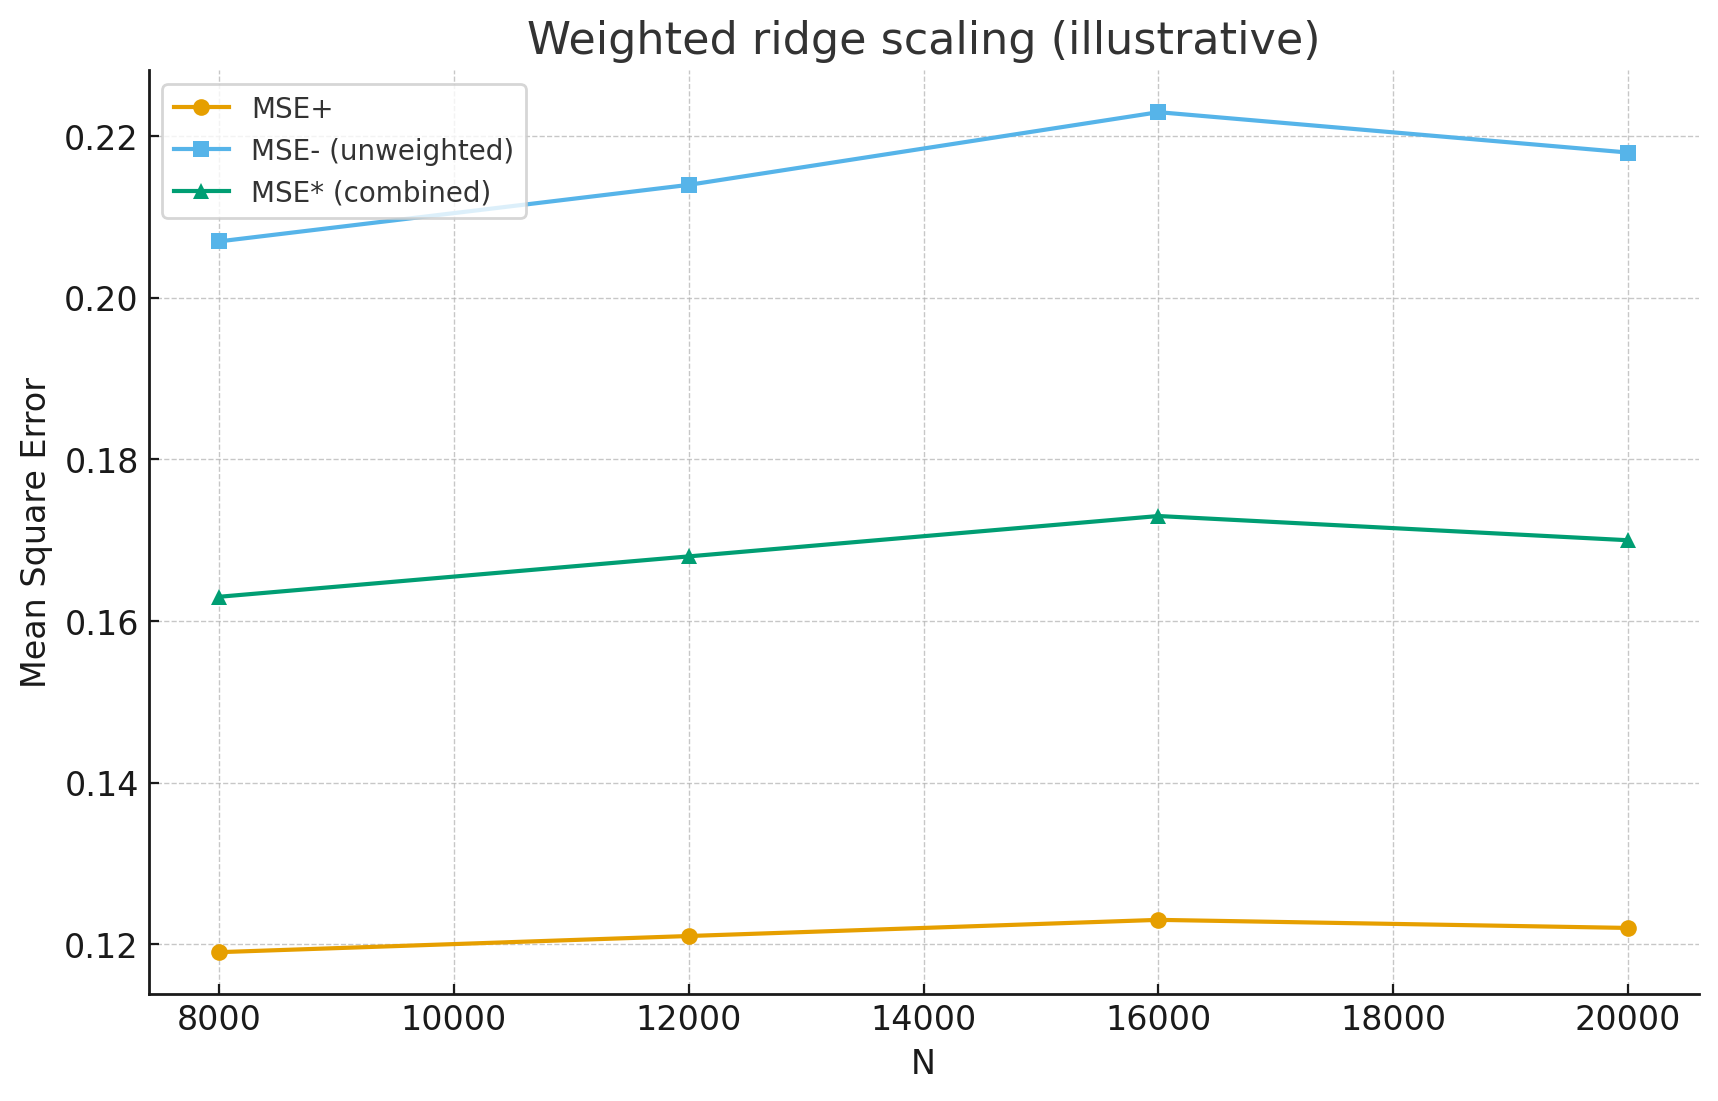 Weighted ridge scaling (illustrative)
MSE+
MSE- (unweighted)
MSE* (combined)
Mean Square Error
0.22
0.20
0.18
0.16
0.14
0.12
8000 10000 12000 14000 16000 18000 20000
N